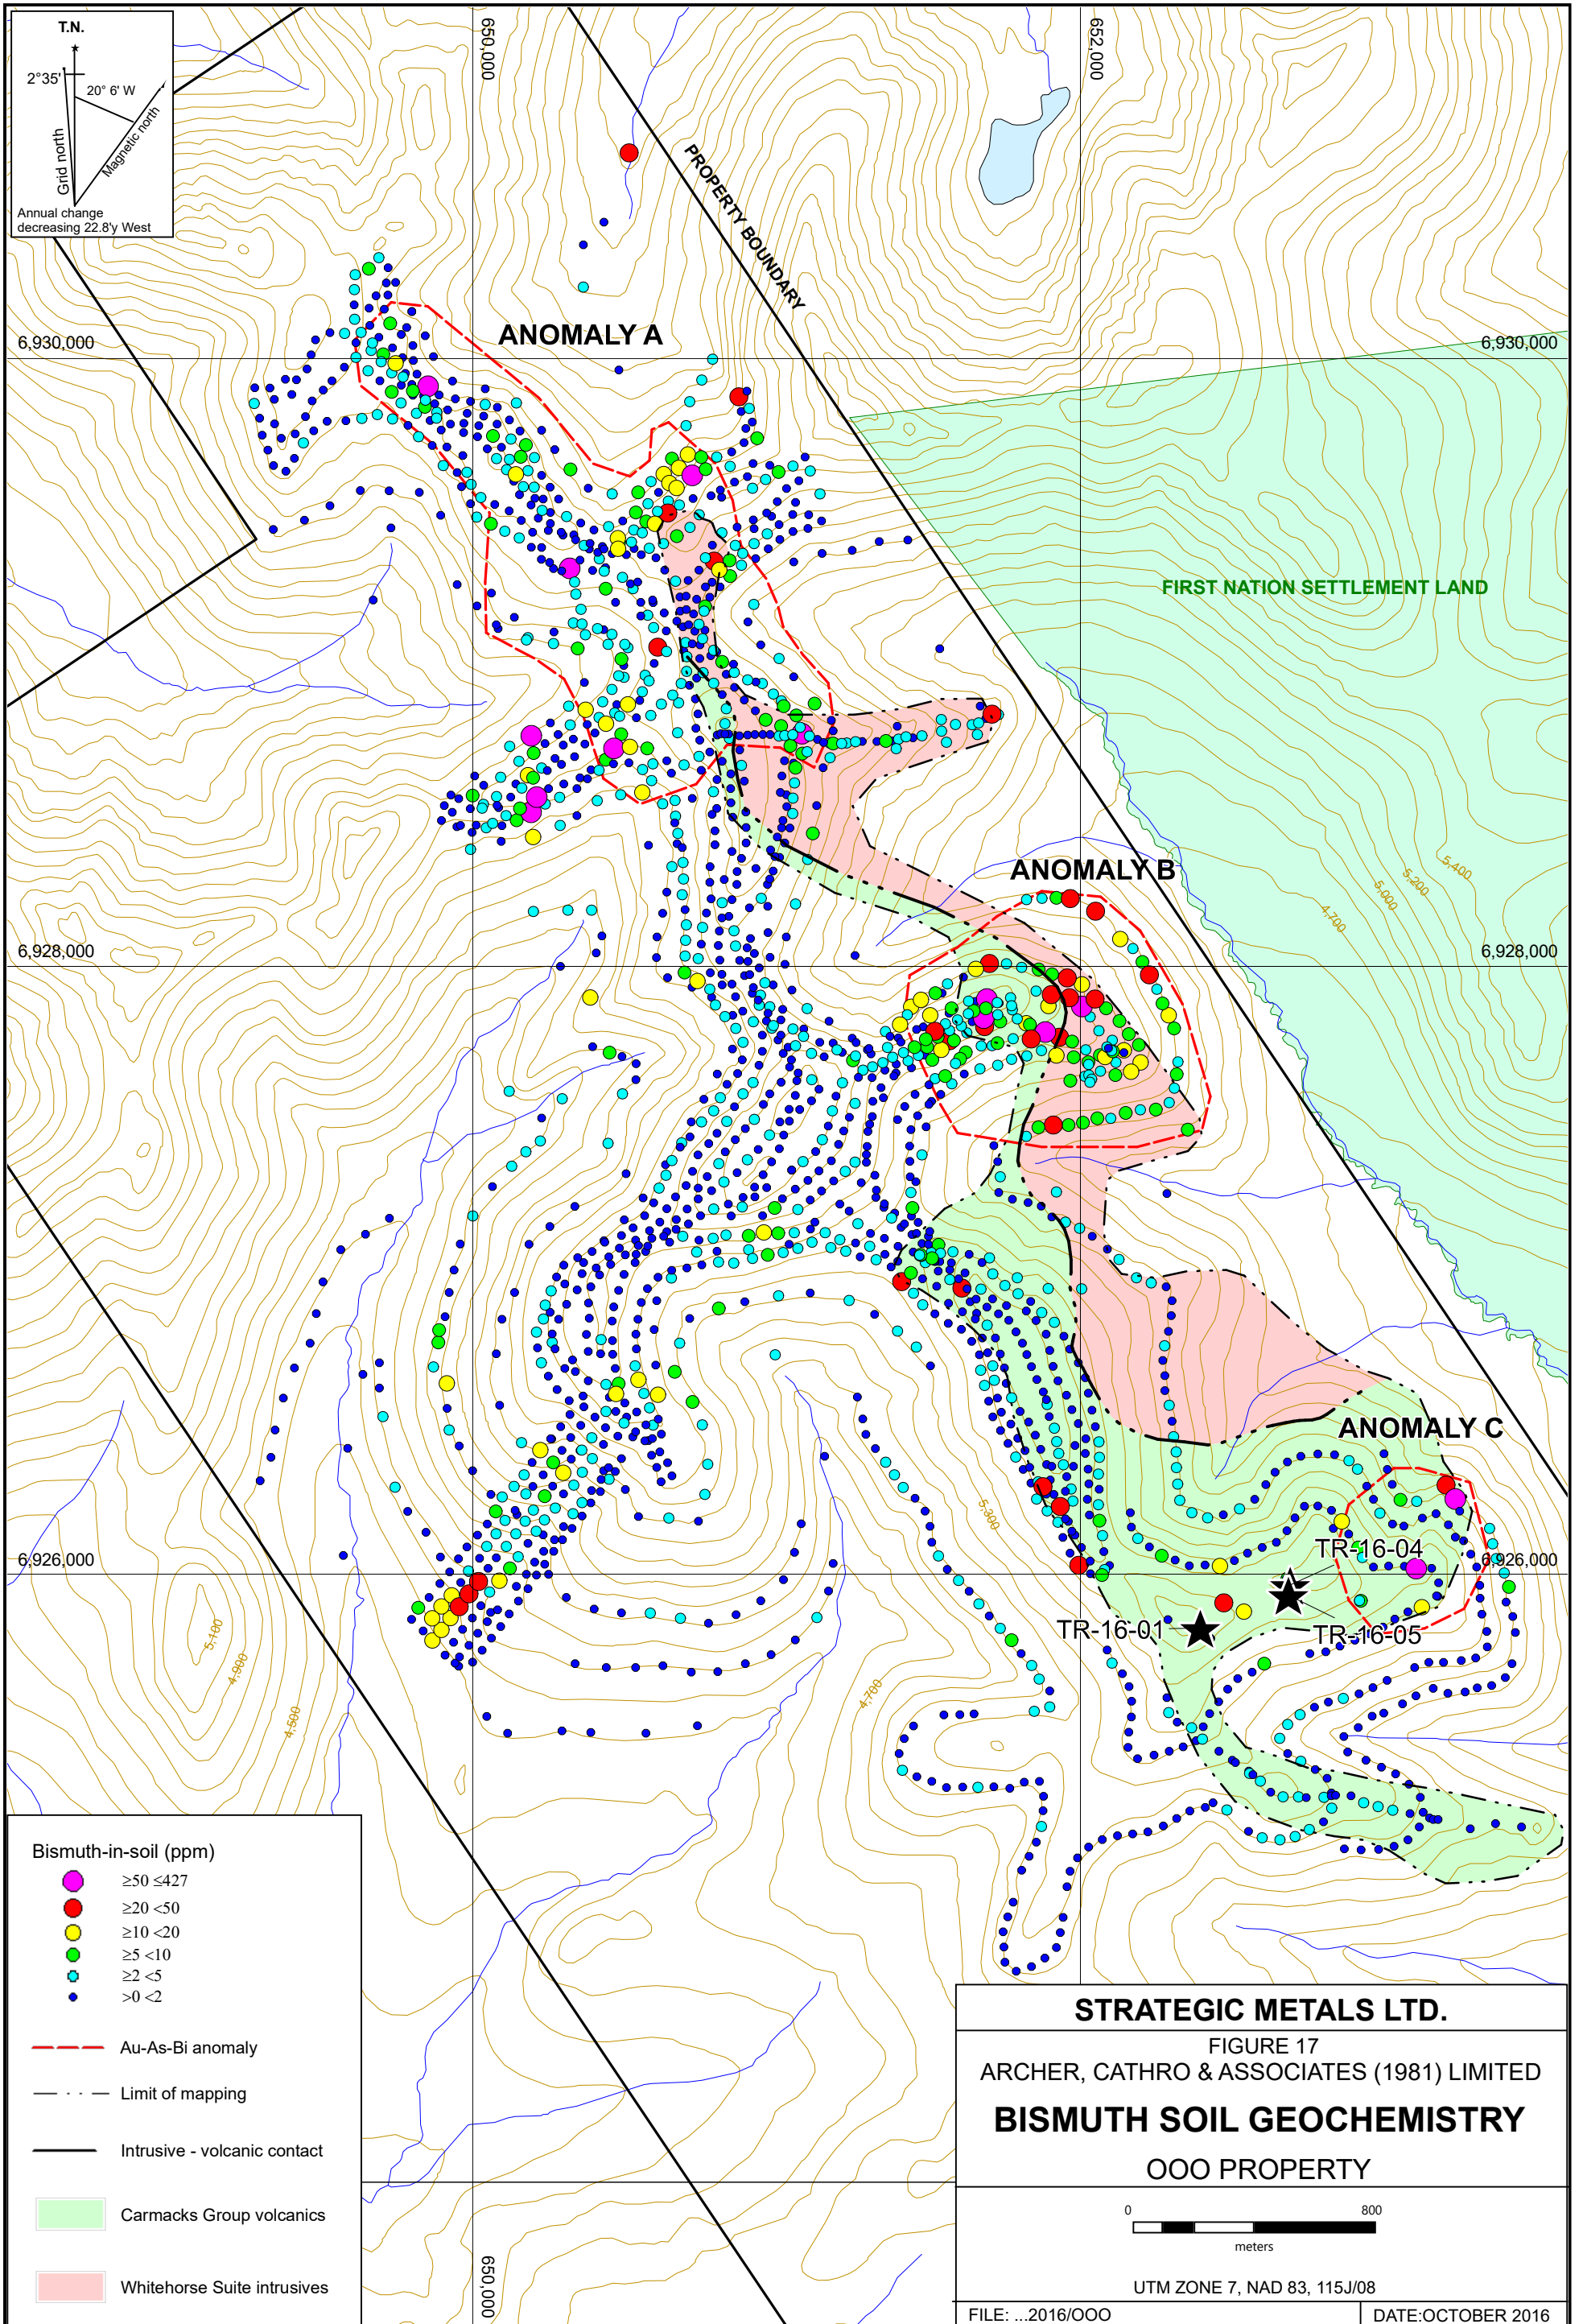 T.N.
2°35'
20° 6' W
Grid north
Magnetic north
Annual change
decreasing 22.8'y West
650,000
652,000
PROPERTY BOUNDARY
ANOMALY A
6,930,000
6,930,000
FIRST NATION SETTLEMENT LAND
ANOMALY B
5,400
5,200
5,000
4,700
6,928,000
6,928,000
ANOMALY C
5,300
TR-16-04
6,926,000
6,926,000
TR-16-01
TR-16-05
5,100
4,900
4,700
4,500
Bismuth-in-soil (ppm)
≥50 ≤427
≥20 <50
≥10 <20
≥5 <10
≥2 <5
>0 <2
Au-As-Bi anomaly
Limit of mapping
Intrusive - volcanic contact
Carmacks Group volcanics
Whitehorse Suite intrusives
650,000
STRATEGIC METALS LTD.
FIGURE 17
ARCHER, CATHRO & ASSOCIATES (1981) LIMITED
BISMUTH SOIL GEOCHEMISTRY
OOO PROPERTY
0 800
meters
UTM ZONE 7, NAD 83, 115J/08
FILE: ...2016/OOO DATE:OCTOBER 2016